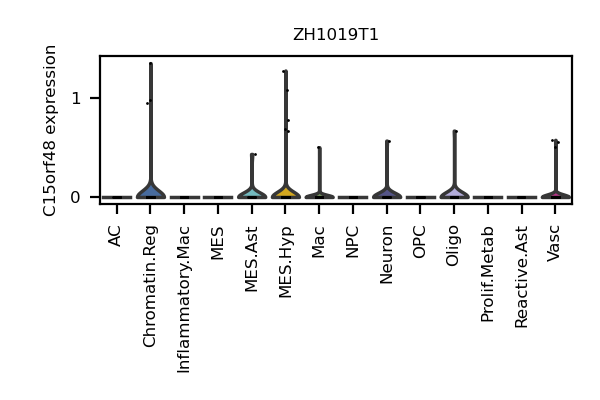 ZH1019T1
C15orf48 expression
1
0
AC
Chromatin.Reg
Inflammatory.Mac
MES
MES.Ast
MES.Hyp
Mac
NPC
Neuron
OPC
Oligo
Prolif.Metab
Reactive.Ast
Vasc